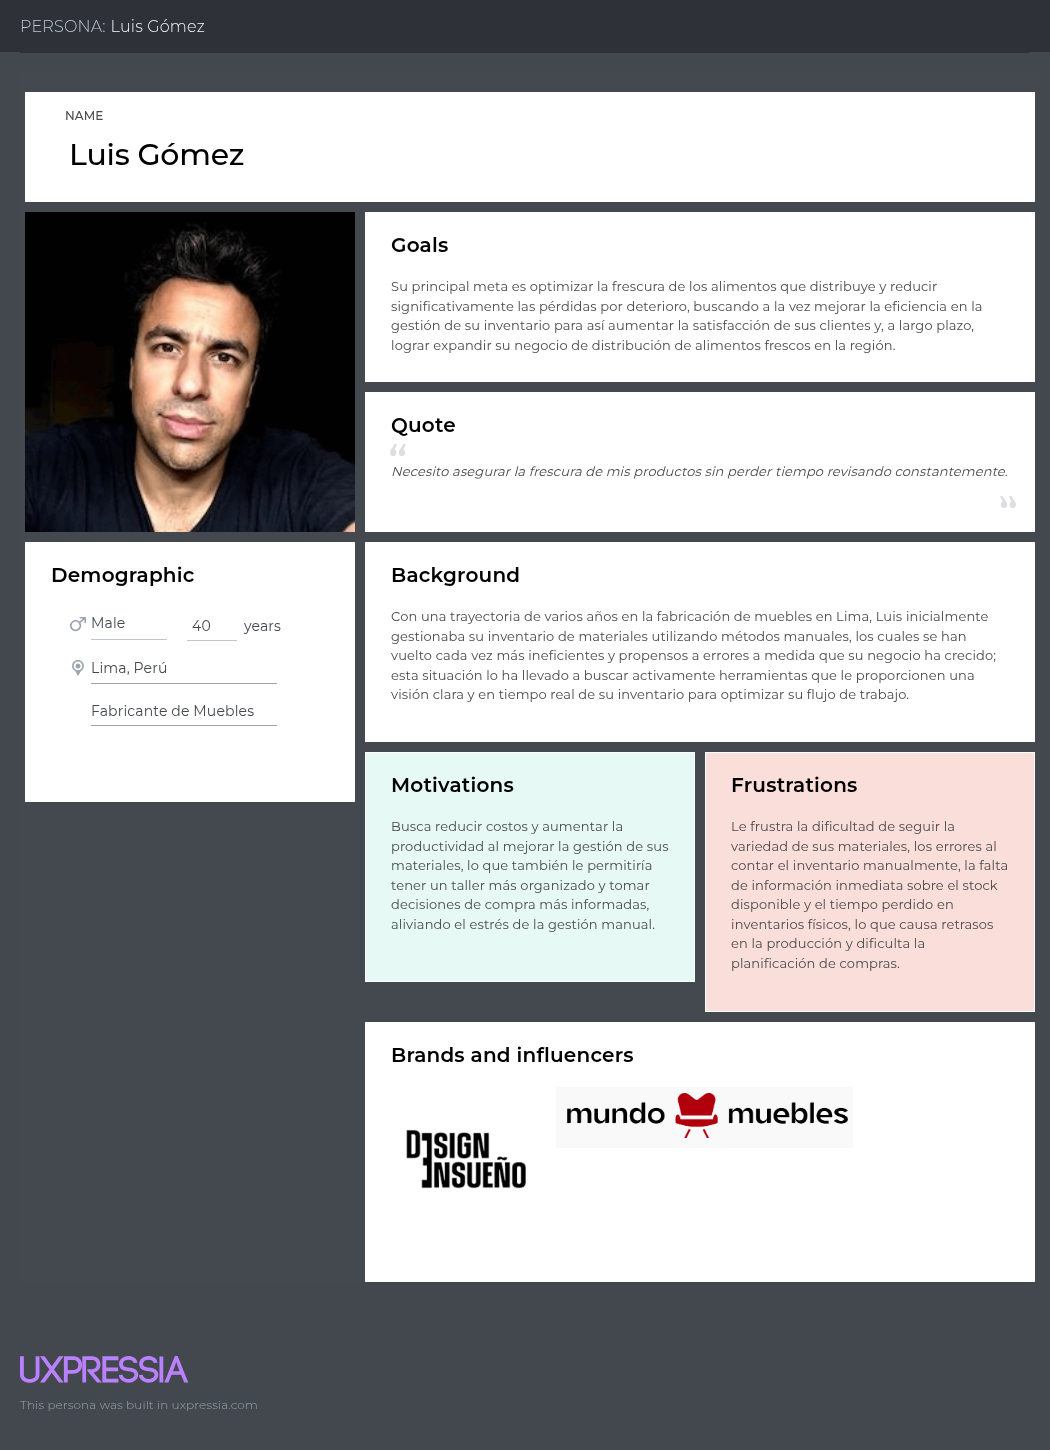 PERSONA: Luis Gómez
NAME
Luis Gómez
Goals
Su principal meta es optimizar la frescura de los alimentos que distribuye y reducir
significativamente las pérdidas por deterioro, buscando a la vez mejorar la eficiencia en la
gestión de su inventario para así aumentar la satisfacción de sus clientes y, a largo plazo,
lograr expandir su negocio de distribución de alimentos frescos en la región.
Quote
“
Necesito asegurar la frescura de mis productos sin perder tiempo revisando constantemente.
”
Demographic
Male 40 years
Lima, Perú
Fabricante de Muebles
Background
Con una trayectoria de varios años en la fabricación de muebles en Lima, Luis inicialmente
gestionaba su inventario de materiales utilizando métodos manuales, los cuales se han
vuelto cada vez más ineficientes y propensos a errores a medida que su negocio ha crecido;
esta situación lo ha llevado a buscar activamente herramientas que le proporcionen una
visión clara y en tiempo real de su inventario para optimizar su flujo de trabajo.
Motivations
Busca reducir costos y aumentar la
productividad al mejorar la gestión de sus
materiales, lo que también le permitiría
tener un taller más organizado y tomar
decisiones de compra más informadas,
aliviando el estrés de la gestión manual.
Frustrations
Le frustra la dificultad de seguir la
variedad de sus materiales, los errores al
contar el inventario manualmente, la falta
de información inmediata sobre el stock
disponible y el tiempo perdido en
inventarios físicos, lo que causa retrasos
en la producción y dificulta la
planificación de compras.
Brands and influencers
DESIGN
ENSUEÑO
mundo muebles
UXPRESSIA
This persona was built in uxpressia.com